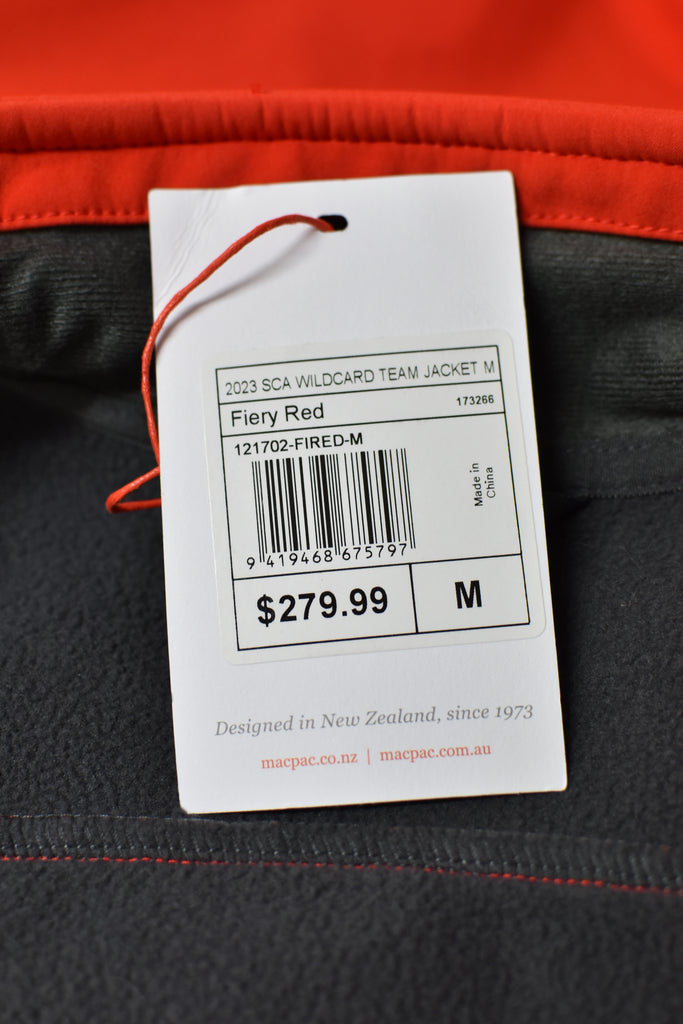 2023 SCA WILDCARD TEAM JACKET M
Fiery Red 173266
121702-FIRED-M
Made in
China
9 419468 675797
$279.99 M
Designed in New Zealand, since 1973
macpac.co.nz | macpac.com.au